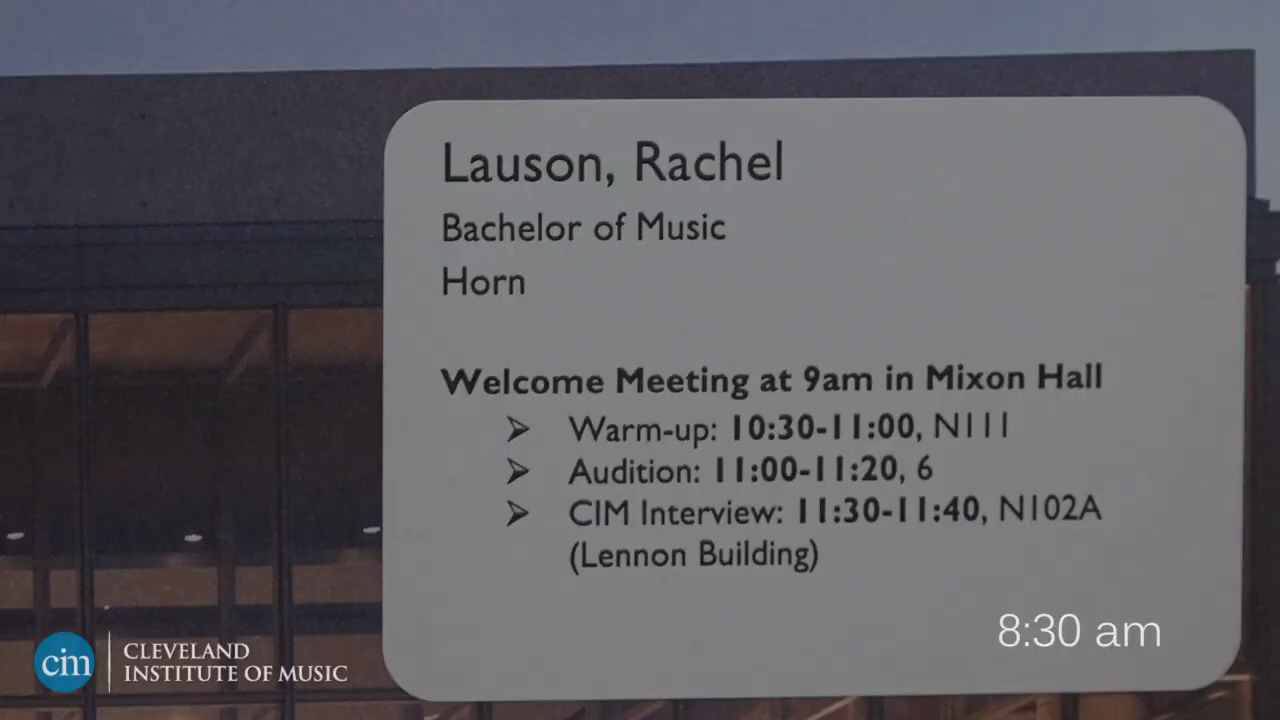 Lauson, Rachel
Bachelor of Music
Horn
Welcome Meeting at 9am in Mixon Hall
➢ Warm-up: 10:30-11:00, N111
➢ Audition: 11:00-11:20, 6
➢ CIM Interview: 11:30-11:40, N102A
(Lennon Building)
8:30 am
cim
CLEVELAND
INSTITUTE OF MUSIC